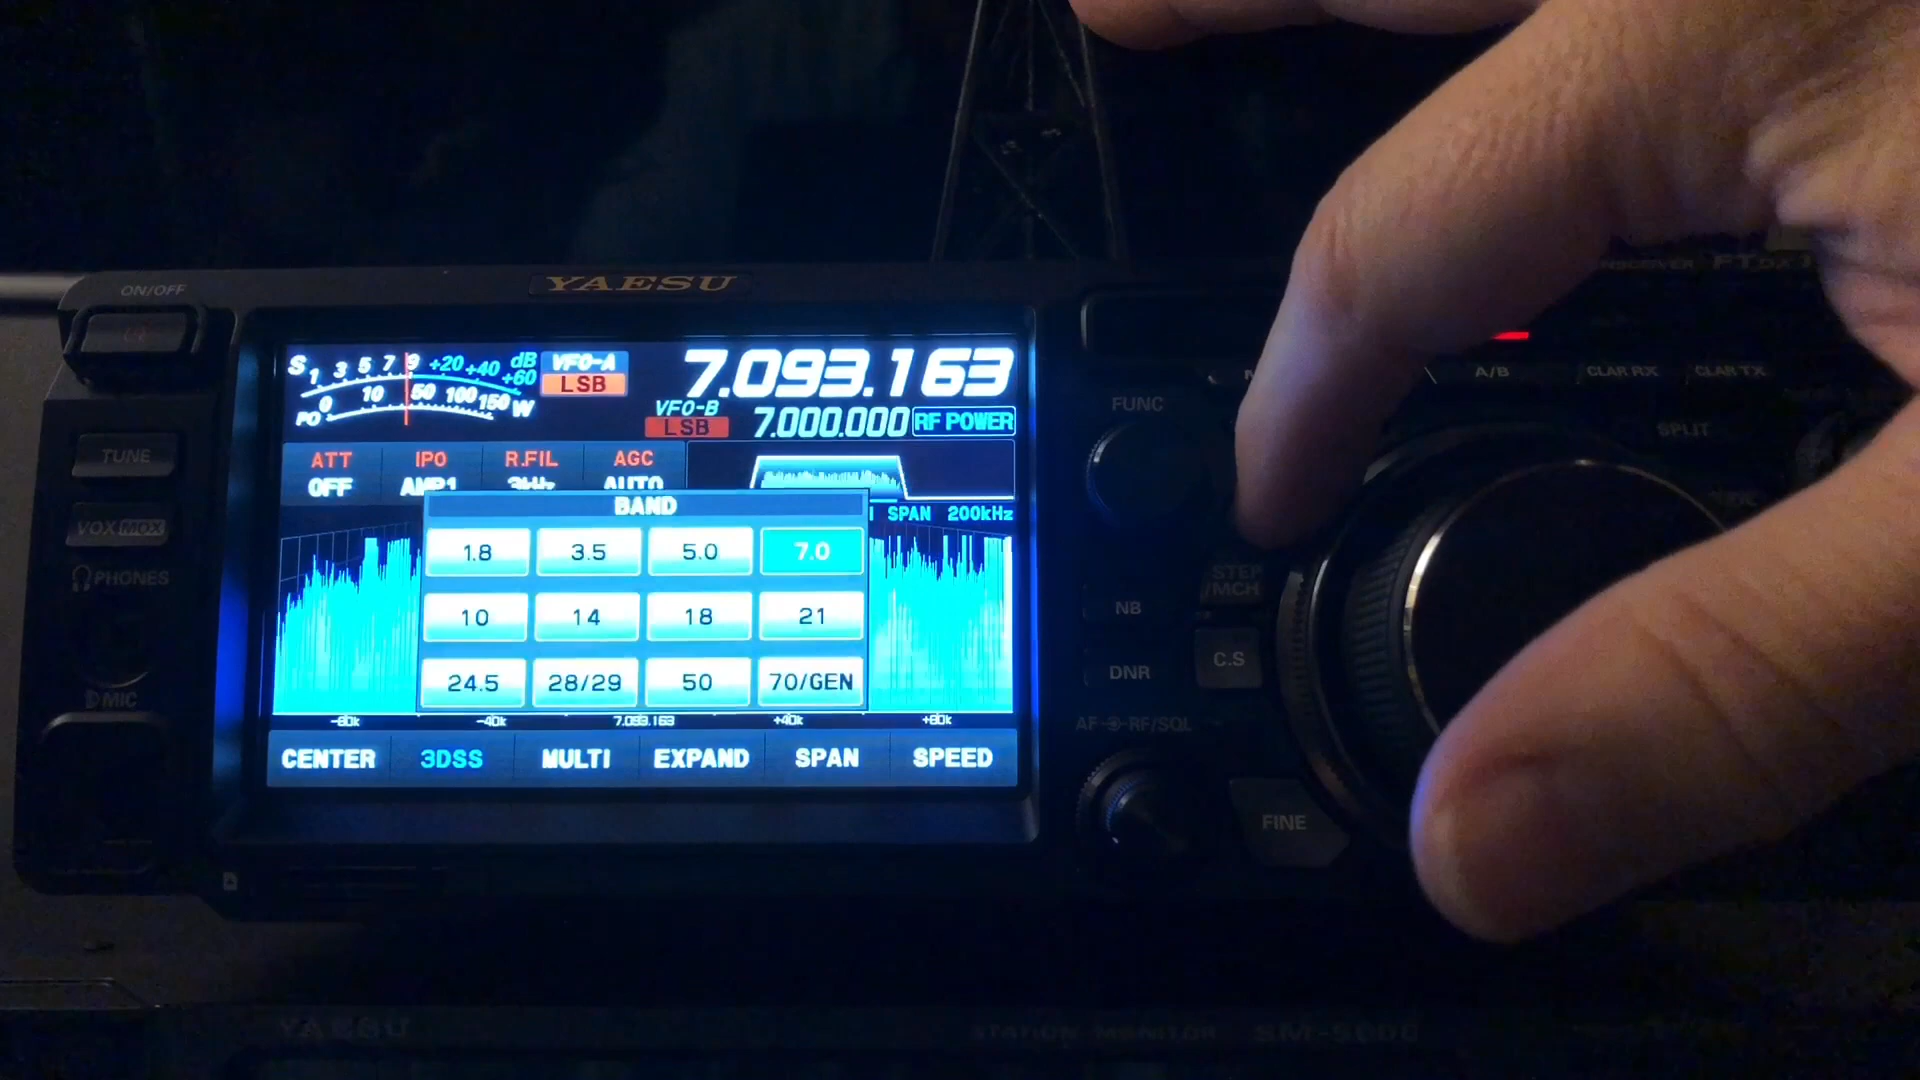 ON/OFF
YAESU
TUNE
VOX MOX
PHONES
MIC
S 1 3 5 7 9 +20 +40 +60 dB
PO 0 10 50 100 150 W
VFO-A
LSB
7.093.163
VFO-B
LSB
7.000.000
RF POWER
ATT IPO R.FIL AGC
OFF AMP1 3kHz AUTO
SPAN 200kHz
BAND
1.8 3.5 5.0 7.0
10 14 18 21
24.5 28/29 50 70/GEN
-80k -40k 7.093.163 +40k +80k
CENTER 3DSS MULTI EXPAND SPAN SPEED
A/B CLAR RX CLAR TX
FUNC
SPLIT
STEP
/MCH
NB
C.S
DNR
AF RF/SQL
FINE
YAESU
STATION MONITOR